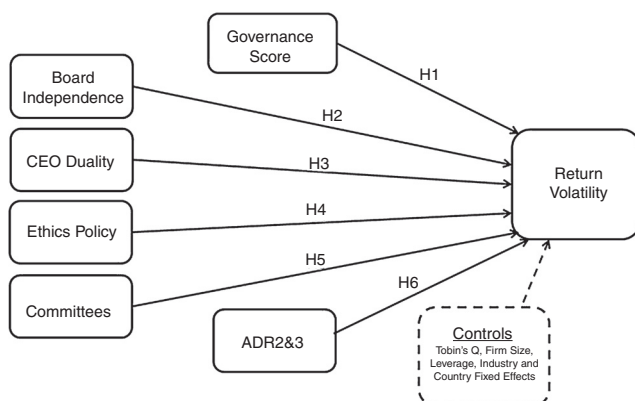 Governance
Score
H1
Board
Independence
H2
CEO Duality
H3
Return
Volatility
Ethics Policy
H4
Committees
H5
H6
ADR2&3
Controls
Tobin's Q, Firm Size,
Leverage, Industry and
Country Fixed Effects